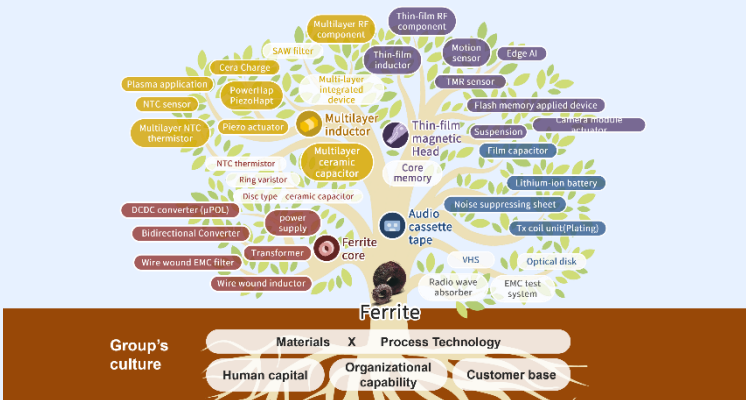 Multilayer RF
component
Thin-film RF
component
SAW filter
Thin-film
inductor
Motion
sensor
Edge AI
Cera Charge
Multi-layer
integrated
device
TMR sensor
Plasma application
PowerHap
PiezoHapt
NTC sensor
Flash memory applied device
Multilayer NTC
thermistor
Piezo actuator
Multilayer
inductor
Thin-film
magnetic
Head
Suspension
Camera module
actuator
Film capacitor
NTC thermistor
Multilayer
ceramic
capacitor
Core
memory
Ring varistor
Lithium-ion battery
Disc type ceramic capacitor
Noise suppressing sheet
DCDC converter (µPOL)
power
supply
Audio
cassette
tape
Tx coil unit(Plating)
Bidirectional Converter
Ferrite
core
Transformer
Wire wound EMC filter
VHS
Optical disk
Wire wound inductor
Radio wave
absorber
EMC test
system
Ferrite
Group's
culture
Materials X Process Technology
Human capital
Organizational
capability
Customer base